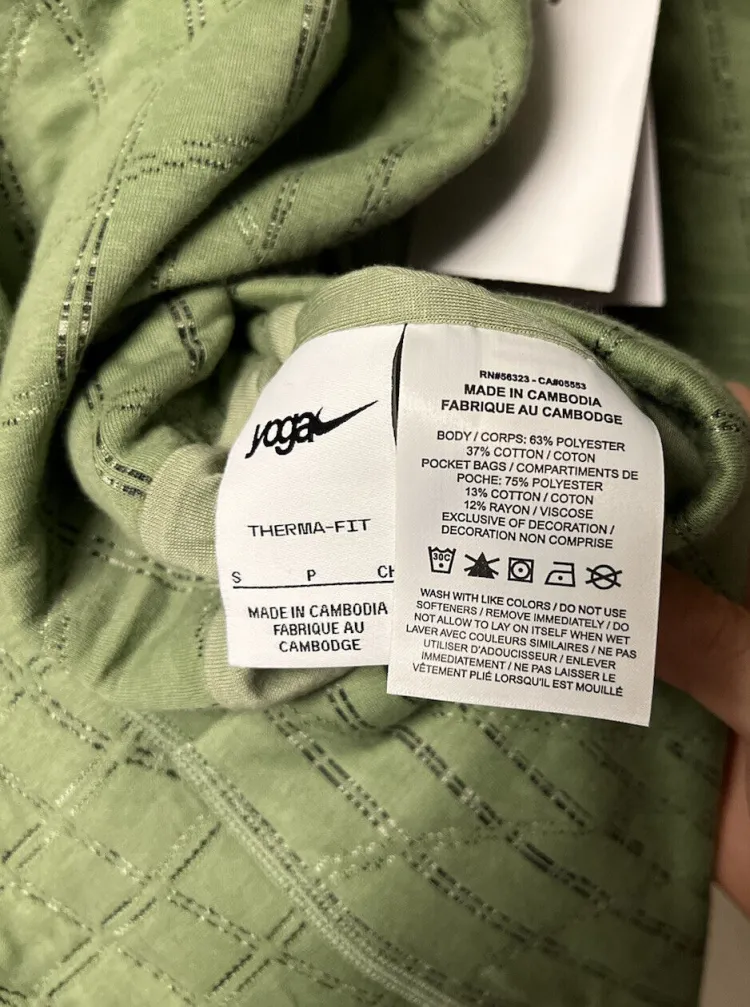 yoga
THERMA-FIT
S P CH
MADE IN CAMBODIA
FABRIQUE AU
CAMBODGE
RN#56323 - CA#05553
MADE IN CAMBODIA
FABRIQUE AU CAMBODGE
BODY / CORPS: 63% POLYESTER
37% COTTON / COTON
POCKET BAGS / COMPARTIMENTS DE
POCHE: 75% POLYESTER
13% COTTON / COTON
12% RAYON / VISCOSE
EXCLUSIVE OF DECORATION /
DECORATION NON COMPRISE
30C
WASH WITH LIKE COLORS / DO NOT USE
SOFTENERS / REMOVE IMMEDIATELY / DO
NOT ALLOW TO LAY ON ITSELF WHEN WET
LAVER AVEC COULEURS SIMILAIRES / NE PAS
UTILISER D'ADOUCISSEUR / ENLEVER
IMMÉDIATEMENT / NE PAS LAISSER LE
VÊTEMENT PLIÉ LORSQU'IL EST MOUILLÉ